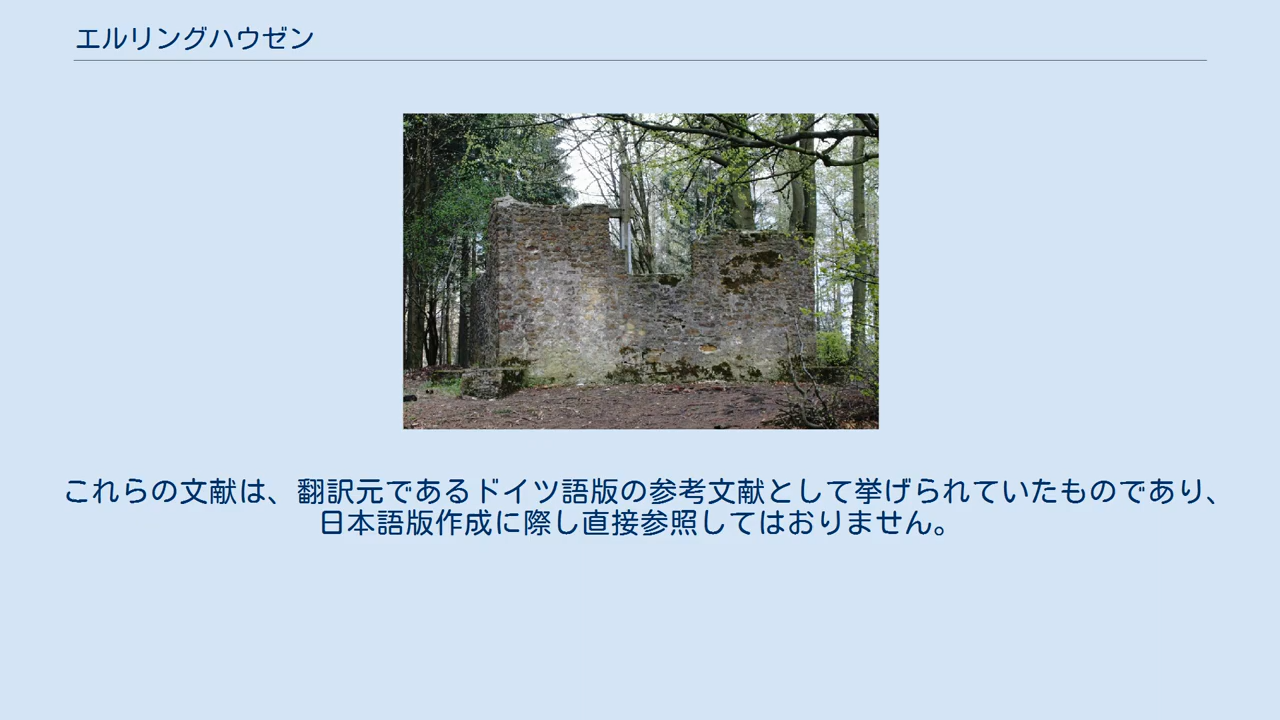 エルリングハウゼン
これらの文献は、翻訳元であるドイツ語版の参考文献として挙げられていたものであり、
日本語版作成に際し直接参照してはおりません。